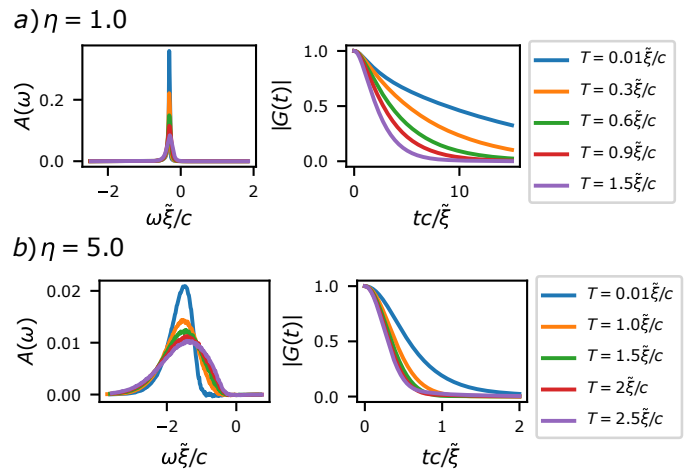 a) η = 1.0
A(ω)
0.2
0.0
−2
0
ωξ̃/c
|G(t)|
1.0
0.5
0.0
0
10
tc/ξ̃
T = 0.01ξ̃/c
T = 0.3ξ̃/c
T = 0.6ξ̃/c
T = 0.9ξ̃/c
T = 1.5ξ̃/c
b) η = 5.0
A(ω)
0.02
0.01
0.00
−2
0
ωξ̃/c
|G(t)|
1.0
0.5
0.0
0
1
2
tc/ξ̃
T = 0.01ξ̃/c
T = 1.0ξ̃/c
T = 1.5ξ̃/c
T = 2ξ̃/c
T = 2.5ξ̃/c